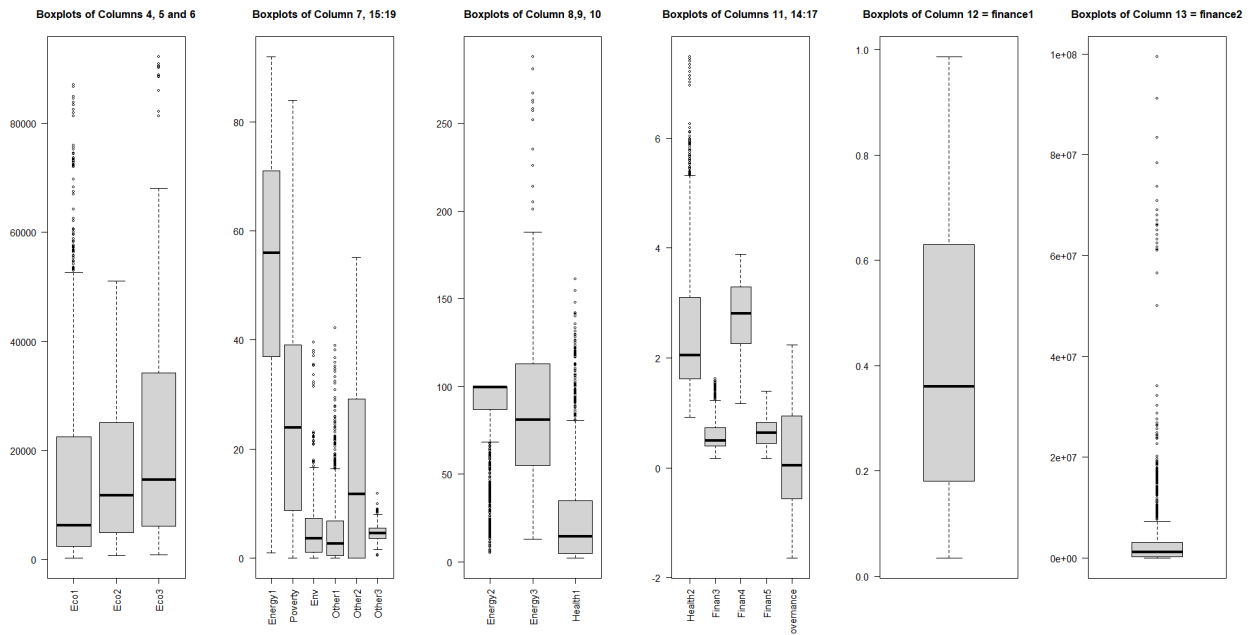 Boxplots of Columns 4, 5 and 6
Boxplots of Column 7, 15:19
Boxplots of Column 8,9, 10
Boxplots of Columns 11, 14:17
Boxplots of Column 12 = finance1
Boxplots of Column 13 = finance2
80000
60000
40000
20000
0
Eco1
Eco2
Eco3
80
60
40
20
0
Energy1
Poverty
Env
Other1
Other2
Other3
250
200
150
100
50
0
Energy2
Energy3
Health1
6
4
2
0
-2
Health2
Finan3
Finan4
Finan5
overnance
1.0
0.8
0.6
0.4
0.2
0.0
1e+08
8e+07
6e+07
4e+07
2e+07
0e+00